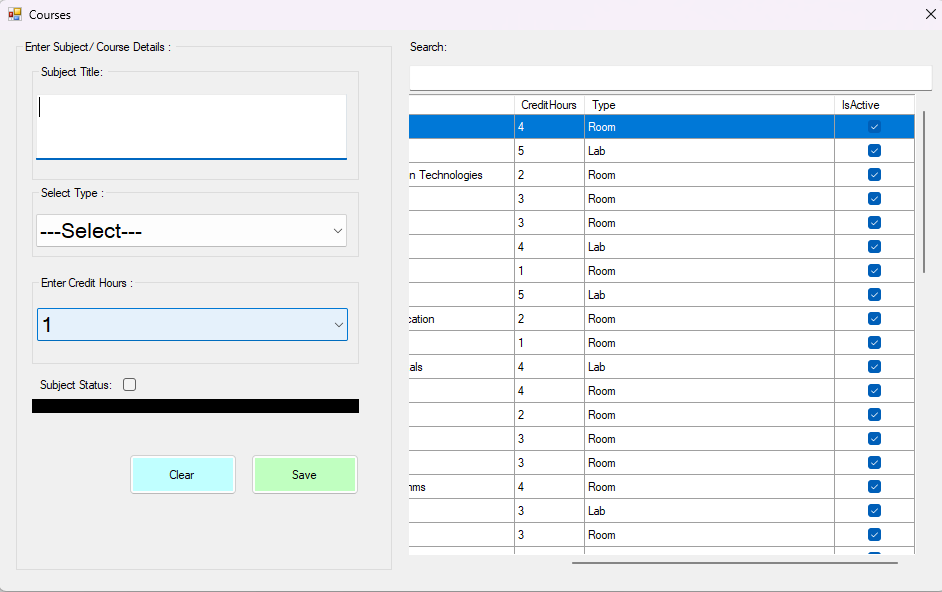 Courses
Enter Subject/ Course Details :
Subject Title:
Select Type :
---Select---
Enter Credit Hours :
1
Subject Status:
Clear
Save
Search:
CreditHours Type IsActive
4 Room
5 Lab
n Technologies 2 Room
3 Room
3 Room
4 Lab
1 Room
5 Lab
cation 2 Room
1 Room
als 4 Lab
4 Room
2 Room
3 Room
3 Room
hms 4 Room
3 Lab
3 Room